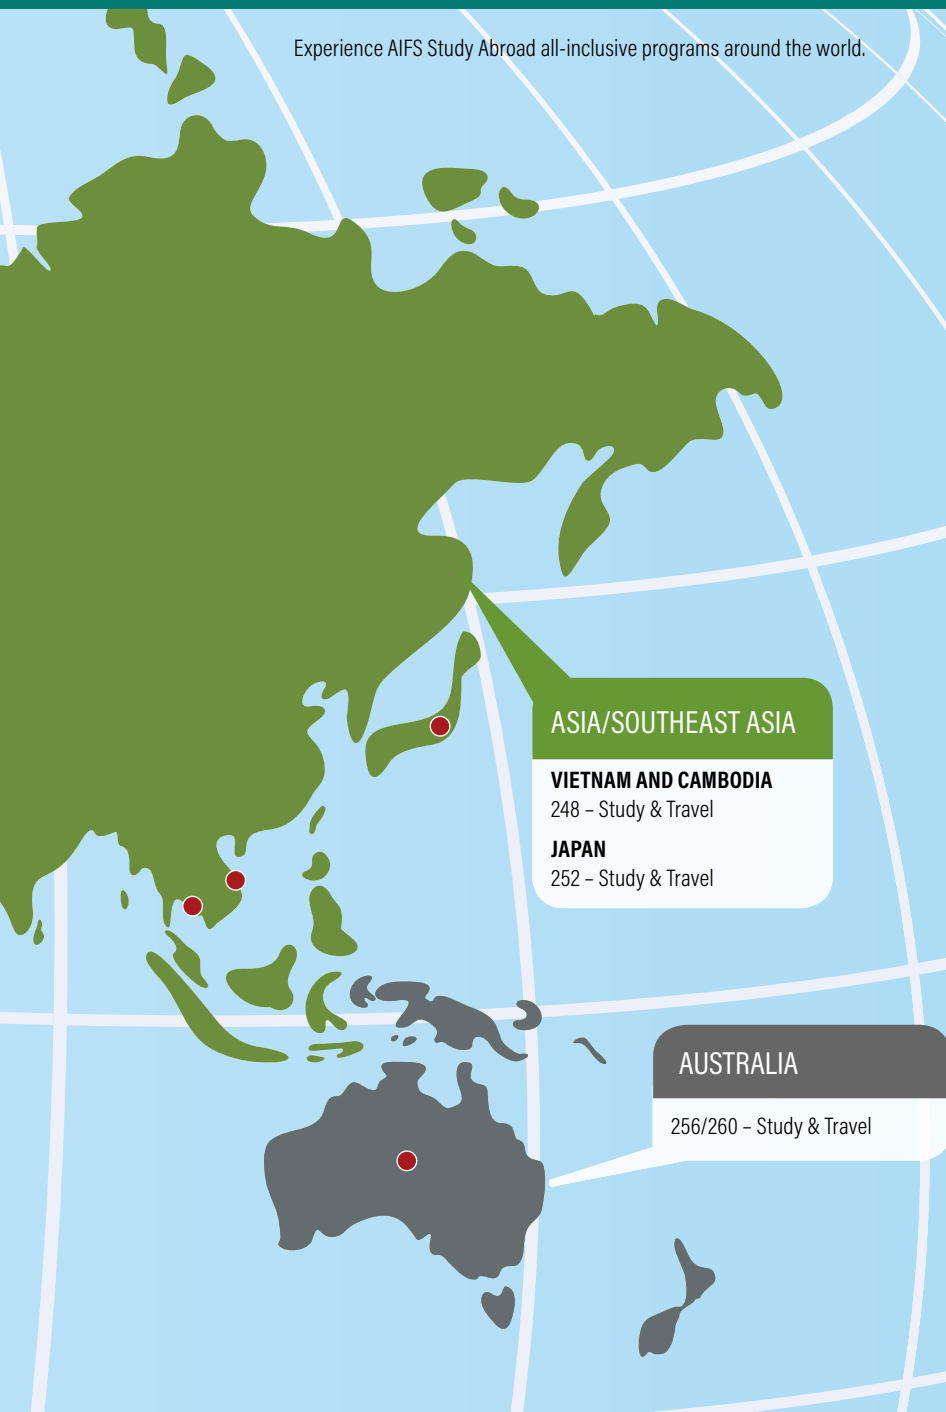 Experience AIFS Study Abroad all-inclusive programs around the world.
ASIA/SOUTHEAST ASIA
VIETNAM AND CAMBODIA
248 – Study & Travel
JAPAN
252 – Study & Travel
AUSTRALIA
256/260 – Study & Travel